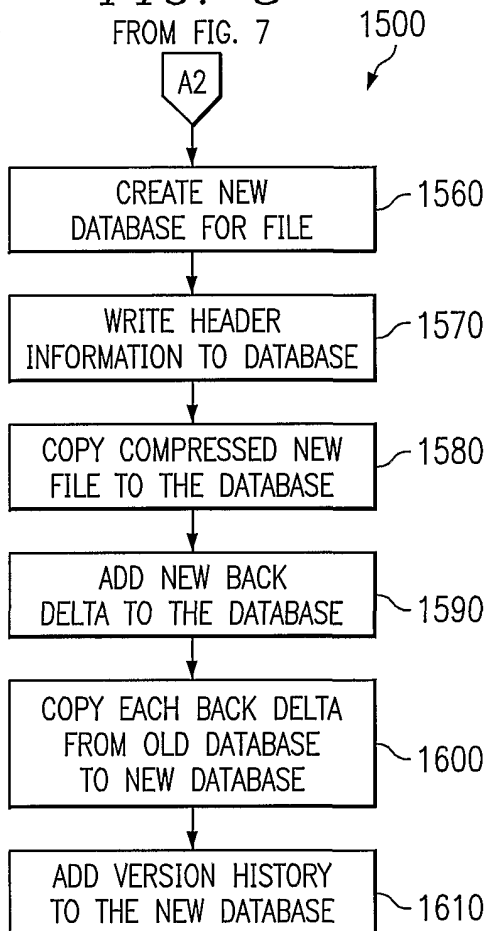 FROM FIG. 7
1500
A2
CREATE NEW
DATABASE FOR FILE
1560
WRITE HEADER
INFORMATION TO DATABASE
1570
COPY COMPRESSED NEW
FILE TO THE DATABASE
1580
ADD NEW BACK
DELTA TO THE DATABASE
1590
COPY EACH BACK DELTA
FROM OLD DATABASE
TO NEW DATABASE
1600
ADD VERSION HISTORY
TO THE NEW DATABASE
1610